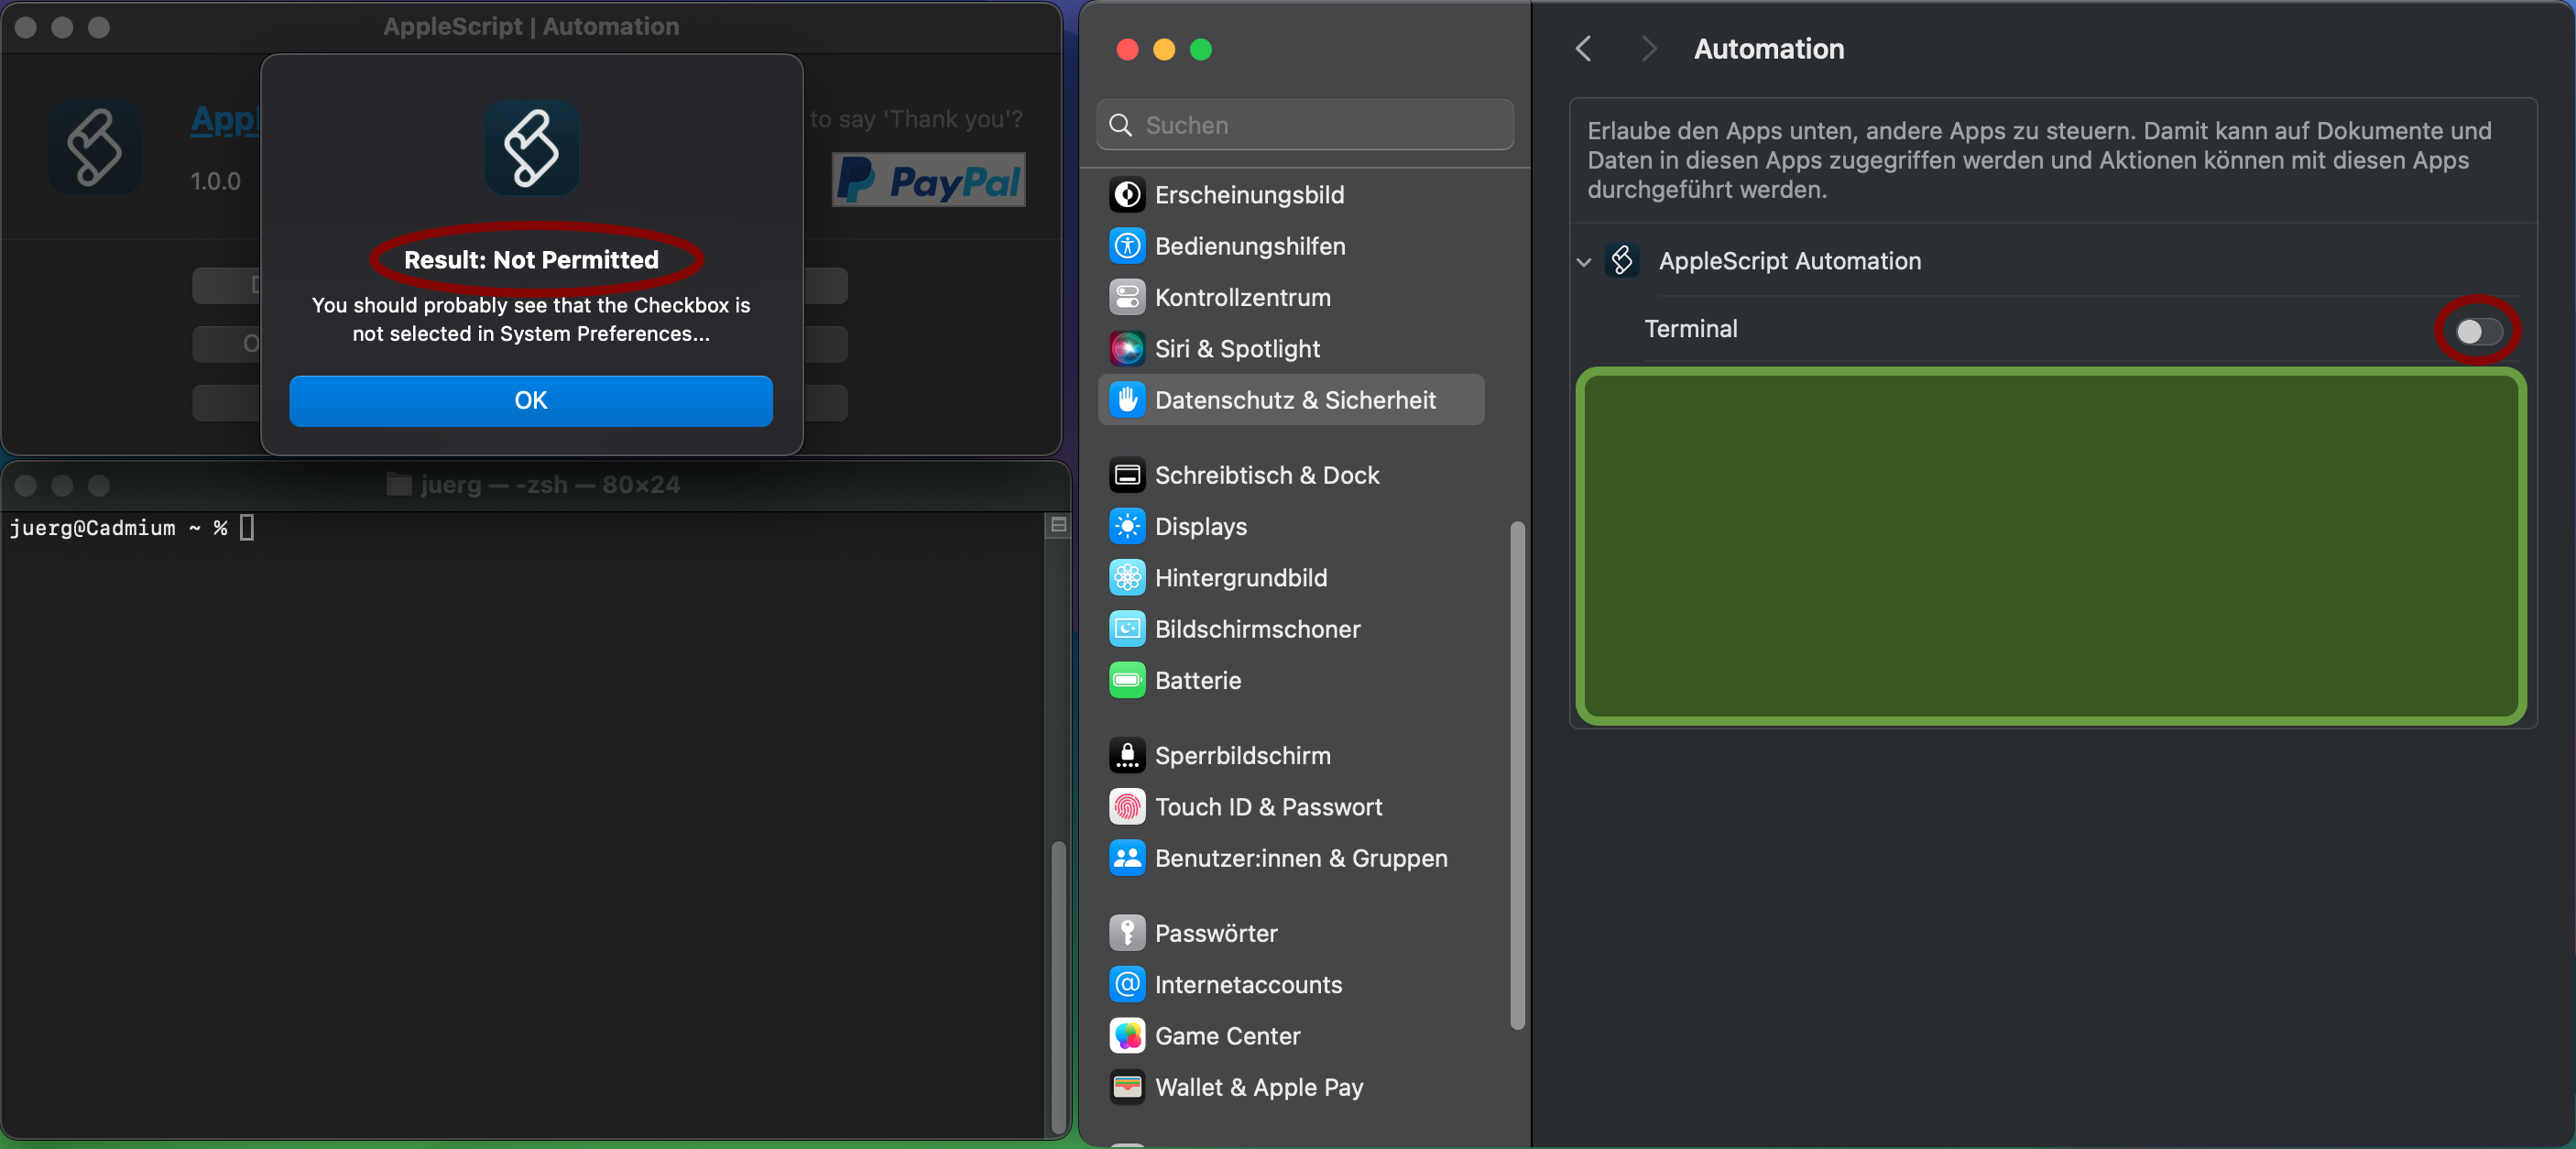 AppleScript | Automation
Appl
to say 'Thank you'?
1.0.0
PayPal
Result: Not Permitted
You should probably see that the Checkbox is
not selected in System Preferences...
OK
juerg — -zsh — 80×24
juerg@Cadmium ~ %
Suchen
Erscheinungsbild
Bedienungshilfen
Kontrollzentrum
Siri & Spotlight
Datenschutz & Sicherheit
Schreibtisch & Dock
Displays
Hintergrundbild
Bildschirmschoner
Batterie
Sperrbildschirm
Touch ID & Passwort
Benutzer:innen & Gruppen
Passwörter
Internetaccounts
Game Center
Wallet & Apple Pay
Automation
Erlaube den Apps unten, andere Apps zu steuern. Damit kann auf Dokumente und
Daten in diesen Apps zugegriffen werden und Aktionen können mit diesen Apps
durchgeführt werden.
AppleScript Automation
Terminal